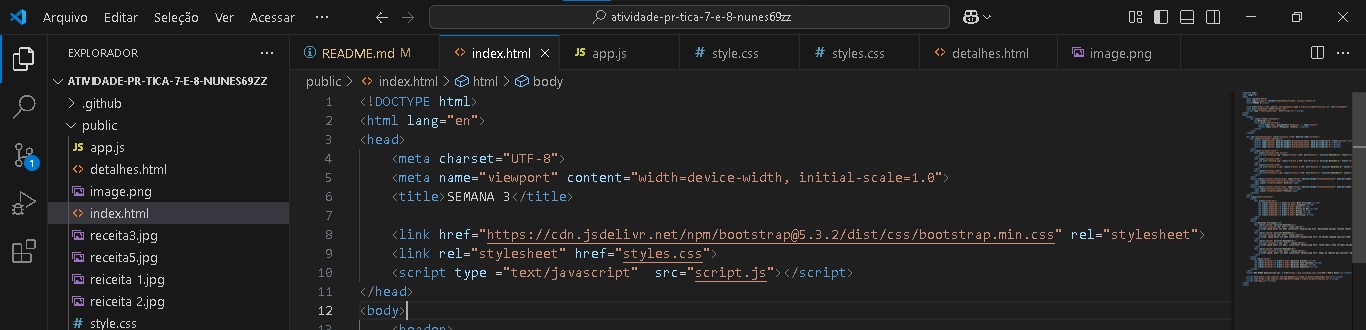 Arquivo Editar Seleção Ver Acessar ··· atividade-pr-tica-7-e-8-nunes69zz
EXPLORADOR ···
README.md M index.html JS app.js # style.css # styles.css detalhes.html image.png ···
ATIVIDADE-PR-TICA-7-E-8-NUNES69ZZ
public > index.html > html > body
.github
public
JS app.js
detalhes.html
image.png
index.html
receita3.jpg
receita5.jpg
reiceita 1.jpg
reiceita 2.jpg
# style.css
1
1 <!DOCTYPE html>
2 <html lang="en">
3 <head>
4 <meta charset="UTF-8">
5 <meta name="viewport" content="width=device-width, initial-scale=1.0">
6 <title>SEMANA 3</title>
7
8 <link href="https://cdn.jsdelivr.net/npm/bootstrap@5.3.2/dist/css/bootstrap.min.css" rel="stylesheet">
9 <link rel="stylesheet" href="styles.css">
10 <script type ="text/javascript"  src="script.js"></script>
11 </head>
12 <body>
13 <header>